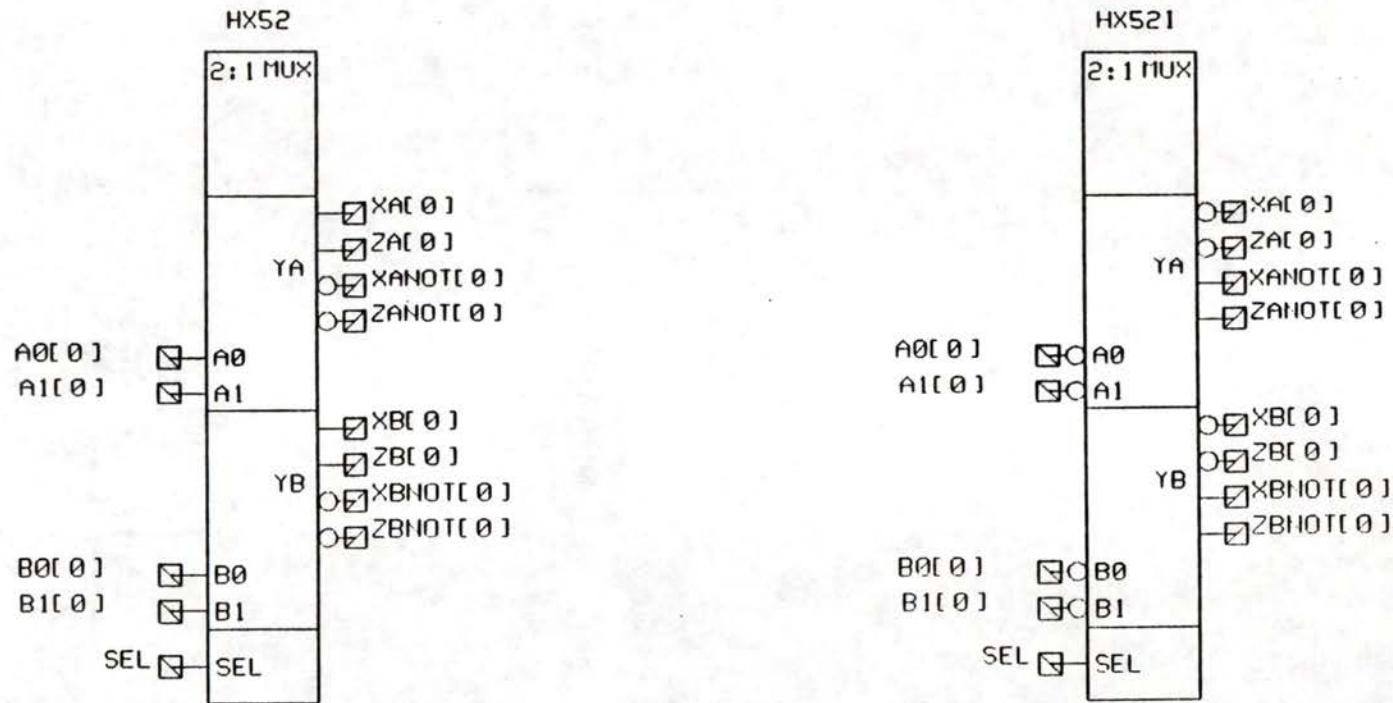 HX52
2:1 MUX
XA[0]
ZA[0]
YA
XANOT[0]
ZANOT[0]
A0[0]
A0
A1[0]
A1
XB[0]
ZB[0]
YB
XBNOT[0]
ZBNOT[0]
B0[0]
B0
B1[0]
B1
SEL
SEL
HX521
2:1 MUX
XA[0]
ZA[0]
YA
XANOT[0]
ZANOT[0]
A0[0]
A0
A1[0]
A1
XB[0]
ZB[0]
YB
XBNOT[0]
ZBNOT[0]
B0[0]
B0
B1[0]
B1
SEL
SEL